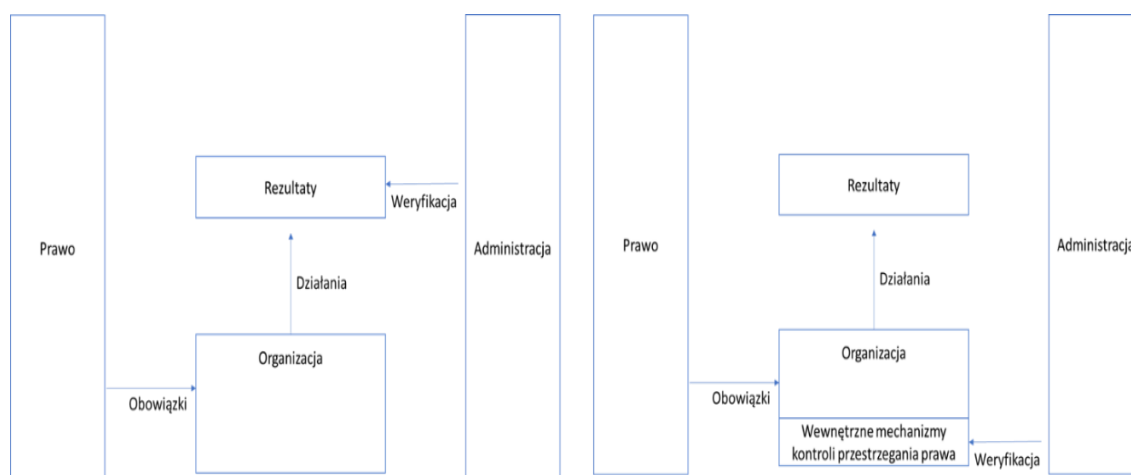 Rezultaty
Weryfikacja
Prawo
Administracja
Działania
Organizacja
Obowiązki
Rezultaty
Prawo
Administracja
Działania
Organizacja
Obowiązki
Wewnętrzne mechanizmy
kontroli przestrzegania prawa
Weryfikacja